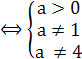 ⇔ { a > 0
a ≠ 1
a ≠ 4